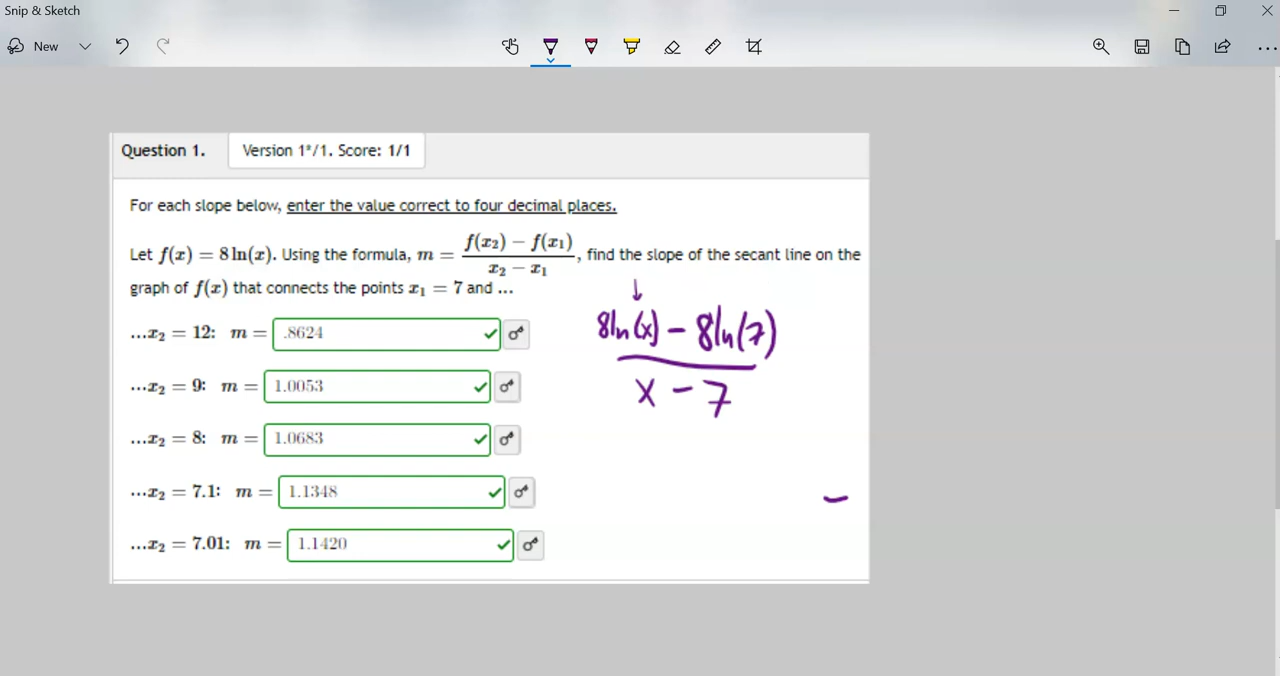 Snip & Sketch
New
Question 1. Version 1*/1. Score: 1/1
For each slope below, enter the value correct to four decimal places.
Let f(x) = 8 ln(x). Using the formula, m = (f(x₂) − f(x₁))/(x₂ − x₁), find the slope of the secant line on the
graph of f(x) that connects the points x₁ = 7 and ...
...x₂ = 12: m = .8624
...x₂ = 9: m = 1.0053
...x₂ = 8: m = 1.0683
...x₂ = 7.1: m = 1.1348
...x₂ = 7.01: m = 1.1420
8ln(x) − 8ln(7)
x − 7